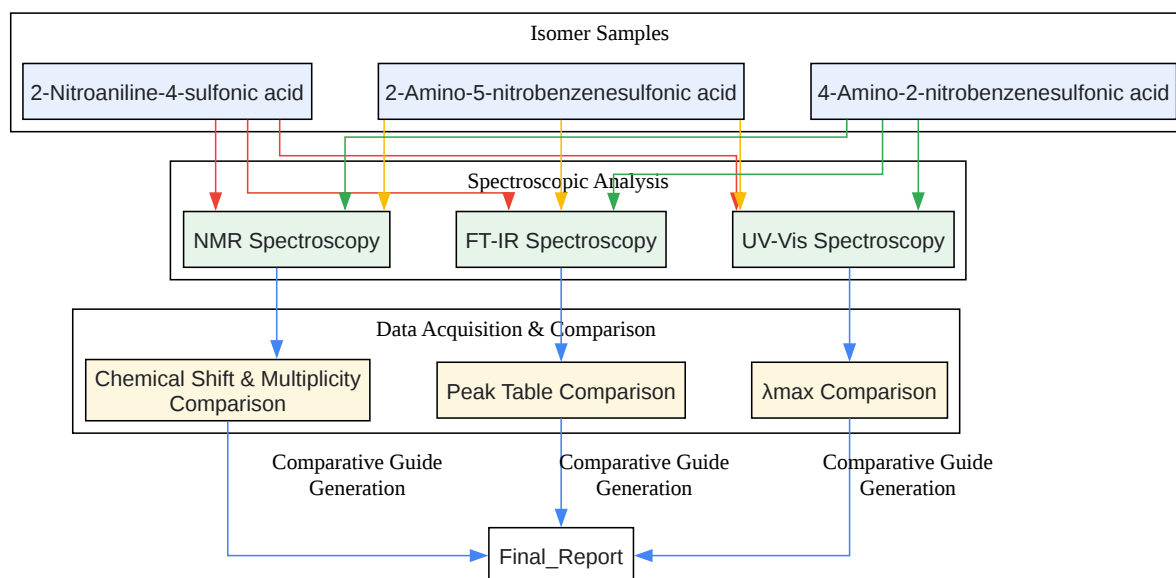 Isomer Samples
2-Nitroaniline-4-sulfonic acid
2-Amino-5-nitrobenzenesulfonic acid
4-Amino-2-nitrobenzenesulfonic acid
Spectroscopic Analysis
NMR Spectroscopy
FT-IR Spectroscopy
UV-Vis Spectroscopy
Data Acquisition & Comparison
Chemical Shift & Multiplicity
Comparison
Peak Table Comparison
λmax Comparison
Comparative Guide
Generation
Comparative Guide
Generation
Comparative Guide
Generation
Final_Report